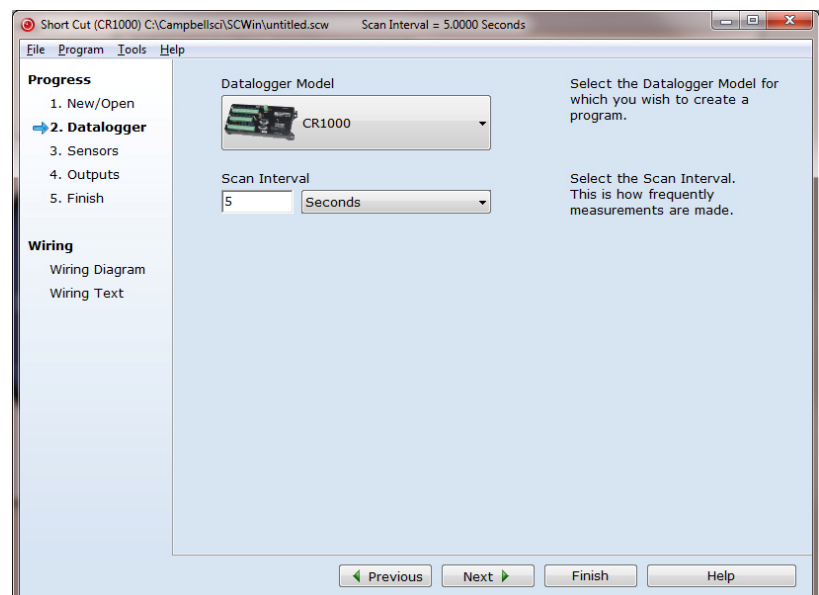 Short Cut (CR1000) C:\Campbellsci\SCWin\untitled.scw Scan Interval = 5.0000 Seconds
File Program Tools Help
Progress
1. New/Open
2. Datalogger
3. Sensors
4. Outputs
5. Finish
Wiring
Wiring Diagram
Wiring Text
Datalogger Model
CR1000
Select the Datalogger Model for
which you wish to create a
program.
Scan Interval
5 Seconds
Select the Scan Interval.
This is how frequently
measurements are made.
Previous Next Finish Help